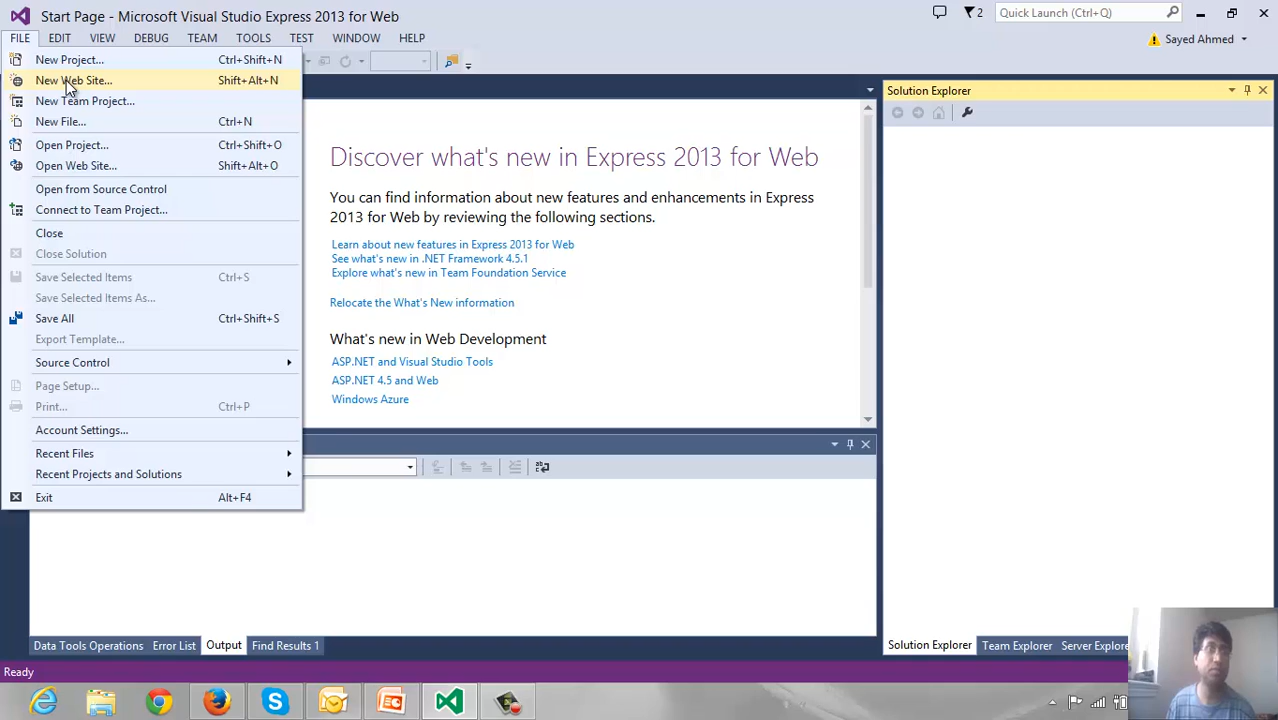 Start Page - Microsoft Visual Studio Express 2013 for Web
2
Quick Launch (Ctrl+Q)
FILE EDIT VIEW DEBUG TEAM TOOLS TEST WINDOW HELP
Sayed Ahmed
New Project... Ctrl+Shift+N
New Web Site... Shift+Alt+N
New Team Project...
New File... Ctrl+N
Open Project... Ctrl+Shift+O
Open Web Site... Shift+Alt+O
Open from Source Control
Connect to Team Project...
Close
Close Solution
Save Selected Items Ctrl+S
Save Selected Items As...
Save All Ctrl+Shift+S
Export Template...
Source Control
Page Setup...
Print... Ctrl+P
Account Settings...
Recent Files
Recent Projects and Solutions
Exit Alt+F4
Discover what's new in Express 2013 for Web
You can find information about new features and enhancements in Express
2013 for Web by reviewing the following sections.
Learn about new features in Express 2013 for Web
See what's new in .NET Framework 4.5.1
Explore what's new in Team Foundation Service
Relocate the What's New information
What's new in Web Development
ASP.NET and Visual Studio Tools
ASP.NET 4.5 and Web
Windows Azure
Solution Explorer
Data Tools Operations Error List Output Find Results 1
Solution Explorer Team Explorer Server Explore
Ready